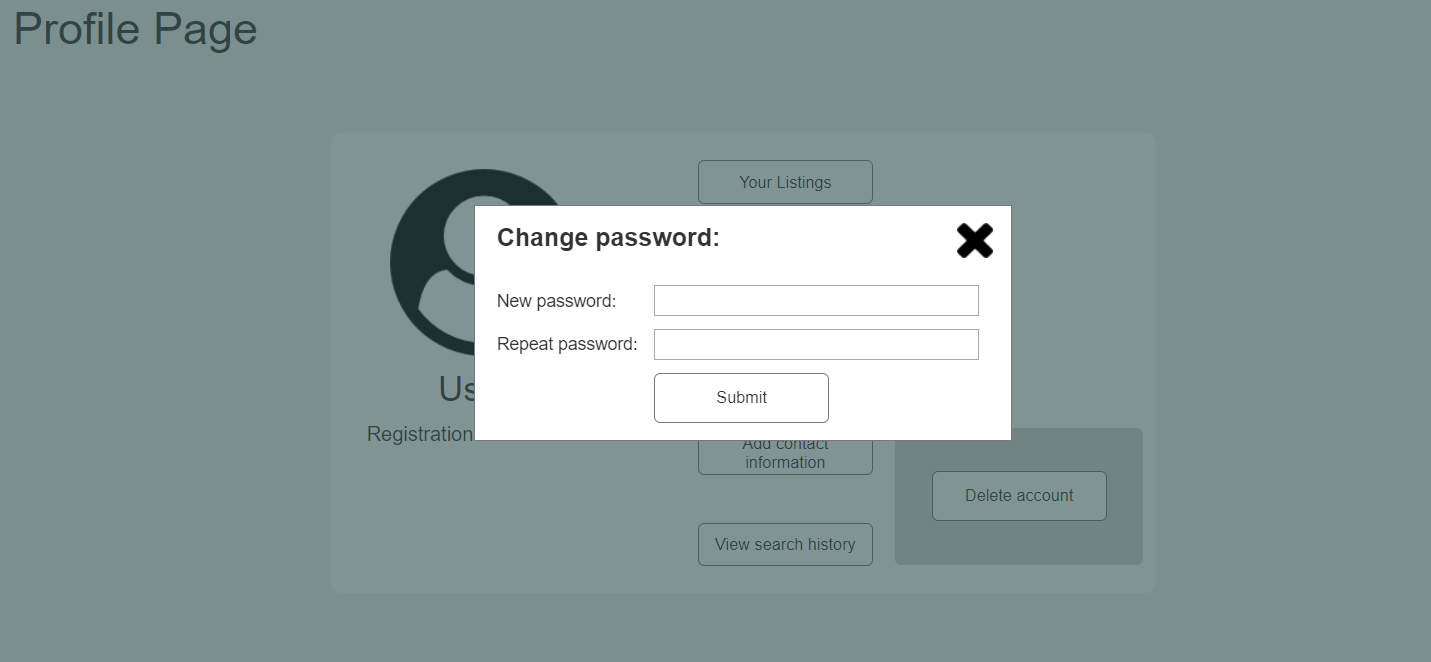 Profile Page
Your Listings
Change password:
New password:
Repeat password:
Submit
Us
Registration
Add contact
information
Delete account
View search history